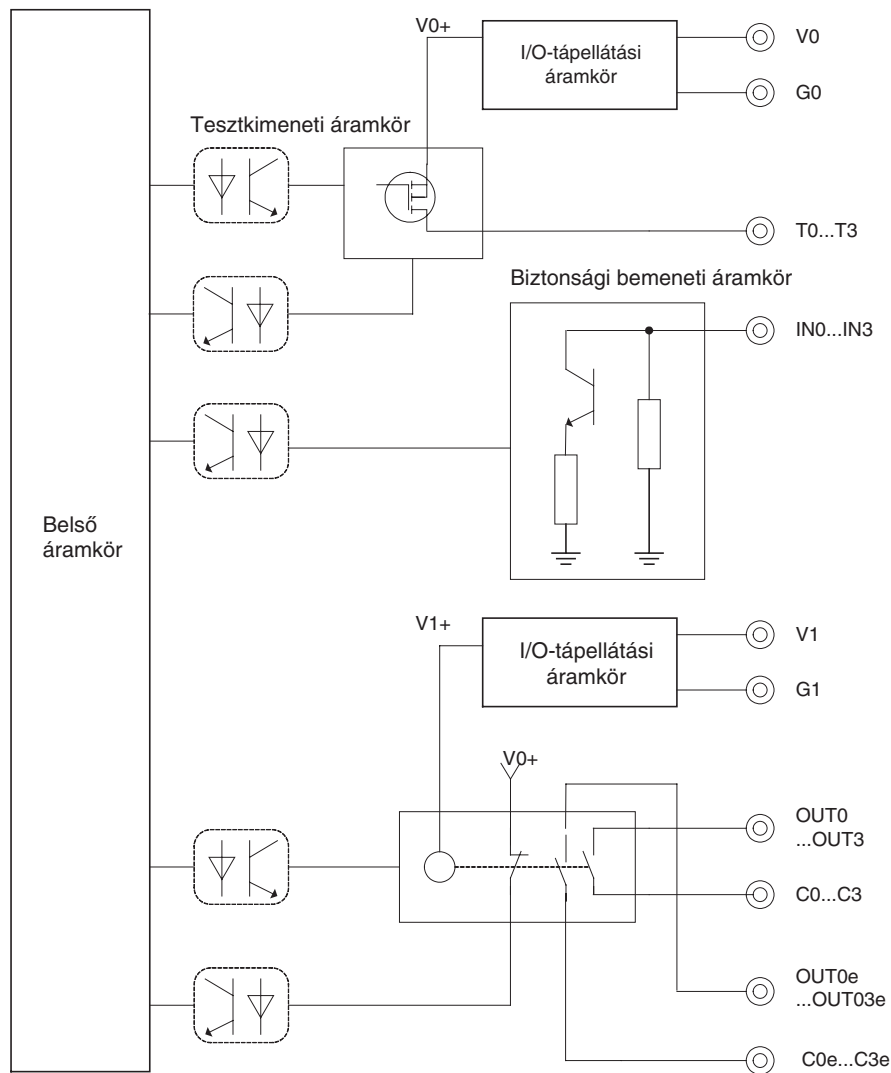 V0+
I/O-tápellátási
áramkör
V0
G0
Tesztkimeneti áramkör
T0...T3
Biztonsági bemeneti áramkör
IN0...IN3
Belső
áramkör
V1+
I/O-tápellátási
áramkör
V1
G1
V0+
OUT0
...OUT3
C0...C3
OUT0e
...OUT03e
C0e...C3e